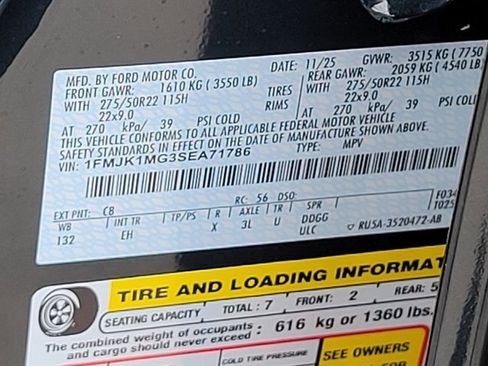 MFD. BY FORD MOTOR CO.
DATE: 11/25 GVWR: 3515 KG (7750
FRONT GAWR: 1610 KG (3550 LB) REAR GAWR: 2059 KG (4540 LB)
WITH 275/50R22 115H TIRES WITH 275/50R22 115H
22x9.0 RIMS 22x9.0
AT 270 kPa/ 39 PSI COLD AT 270 kPa/ 39 PSI COL
THIS VEHICLE CONFORMS TO ALL APPLICABLE FEDERAL MOTOR VEHICLE
SAFETY STANDARDS IN EFFECT ON THE DATE OF MANUFACTURE SHOWN ABOVE.
VIN: 1FMJK1MG3SEA71786 TYPE: MPV
EXT PNT: C8 RC: 56 DSO: F034
WB INT TR TP/PS R AXLE TR SPR T025
132 EH X 3L U DDGG
ULC RU5A-3520472-AB
TIRE AND LOADING INFORMAT
SEATING CAPACITY TOTAL : 7 FRONT: 2 REAR: 5
The combined weight of occupants and cargo should never exceed : 616 kg or 1360 lbs.
COLD TIRE PRESSURE
SEE OWNERS